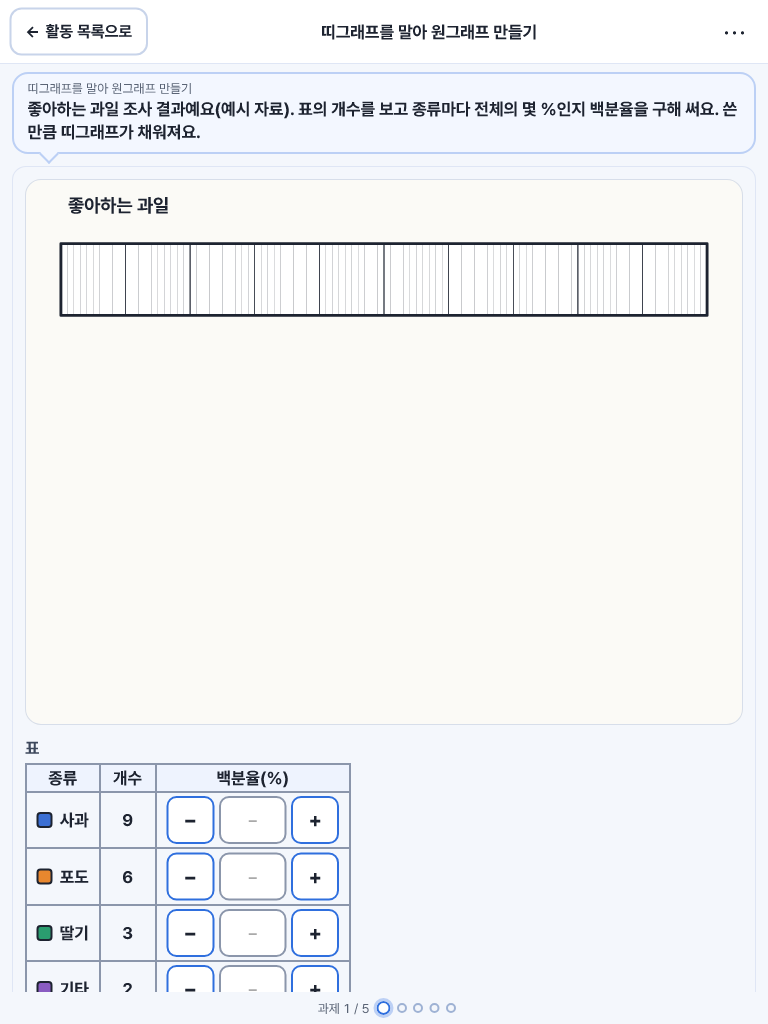 ← 활동 목록으로
띠그래프를 말아 원그래프 만들기
...
띠그래프를 말아 원그래프 만들기
좋아하는 과일 조사 결과예요(예시 자료). 표의 개수를 보고 종류마다 전체의 몇 %인지 백분율을 구해 써요. 쓴
만큼 띠그래프가 채워져요.
좋아하는 과일
표
종류 개수 백분율(%)
사과 9 − – +
포도 6 − – +
딸기 3 − – +
기타 2 − – +
과제 1 / 5